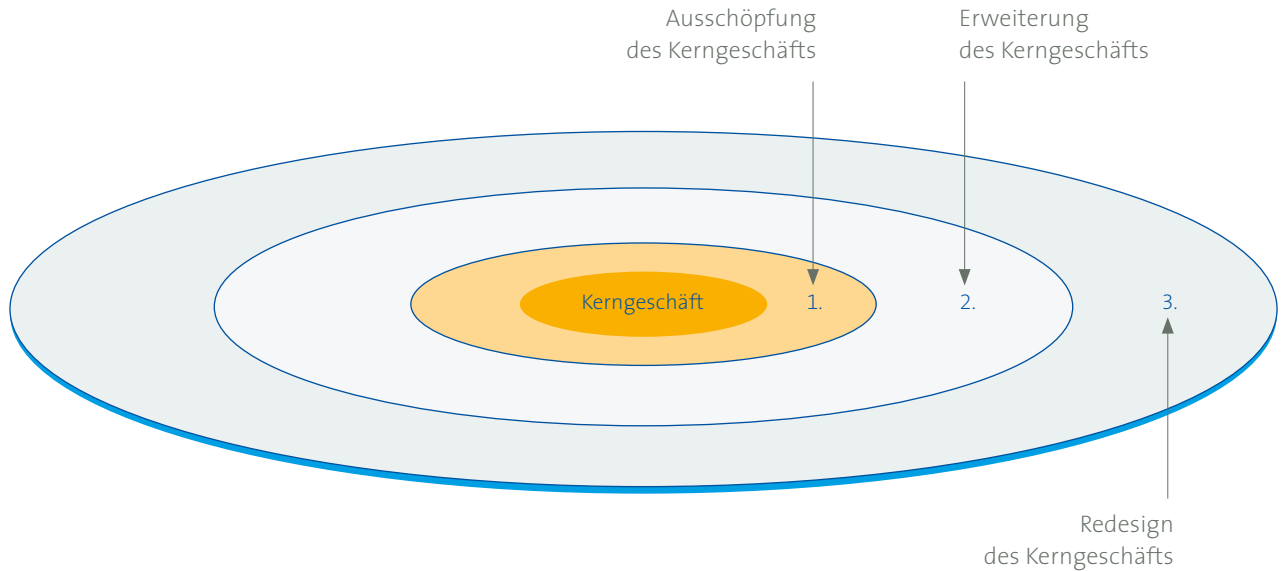 Ausschöpfung
des Kerngeschäfts
Erweiterung
des Kerngeschäfts
Kerngeschäft
1.
2.
3.
Redesign
des Kerngeschäfts